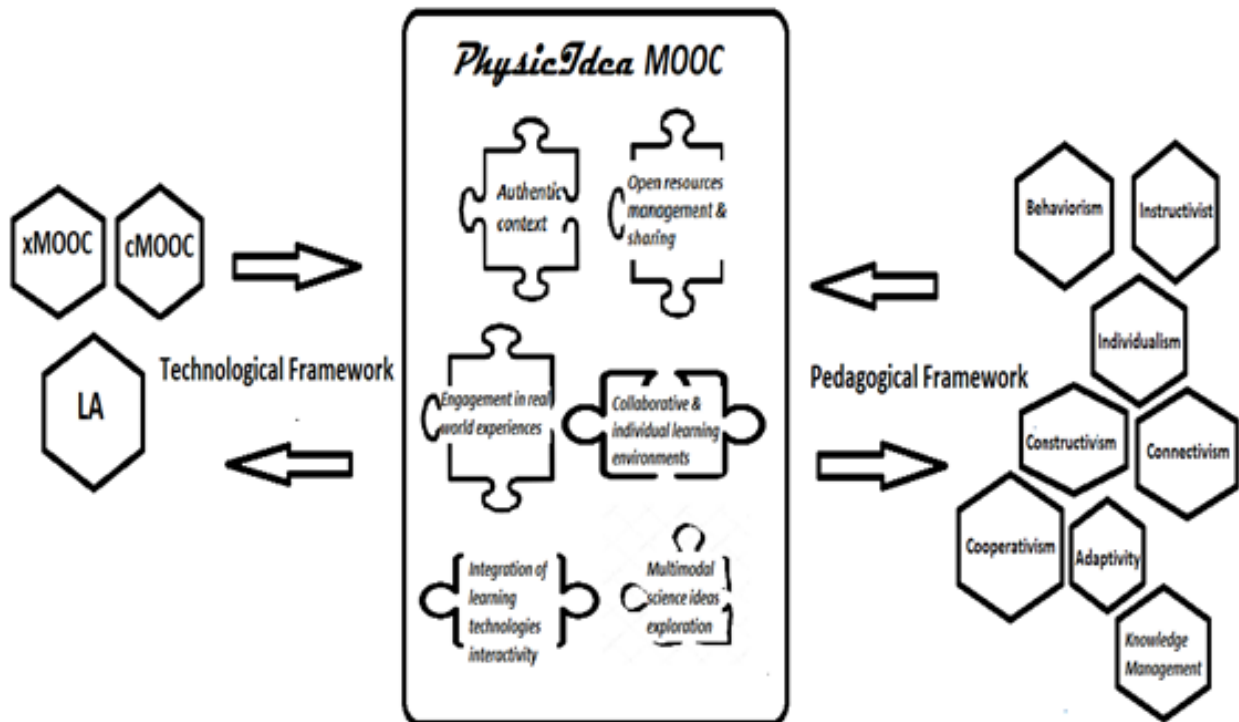 PhysicIdea MOOC
xMOOC
cMOOC
LA
Technological Framework
Authentic
context
Open resources
management &
sharing
Engagement in real
world experiences
Collaborative &
individual learning
environments
Integration of
learning
technologies
interactivity
Multimodal
science ideas
exploration
Pedagogical Framework
Behaviorism
Instructivist
Individualism
Constructivism
Connectivism
Cooperativism
Adaptivity
Knowledge
Management